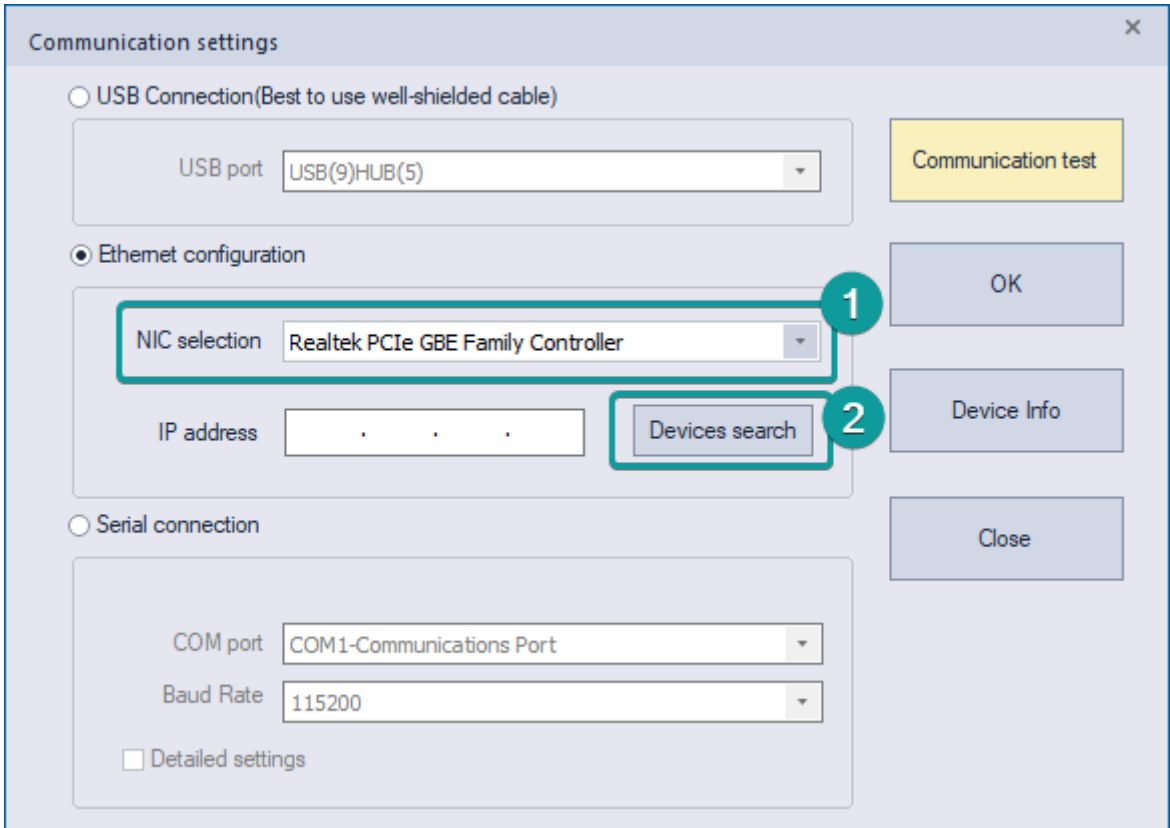 Communication settings
USB Connection(Best to use well-shielded cable)
USB port USB(9)HUB(5)
Communication test
Ethernet configuration
OK
1
NIC selection Realtek PCIe GBE Family Controller
IP address . . . Devices search
2
Device Info
Serial connection
Close
COM port COM1-Communications Port
Baud Rate 115200
Detailed settings